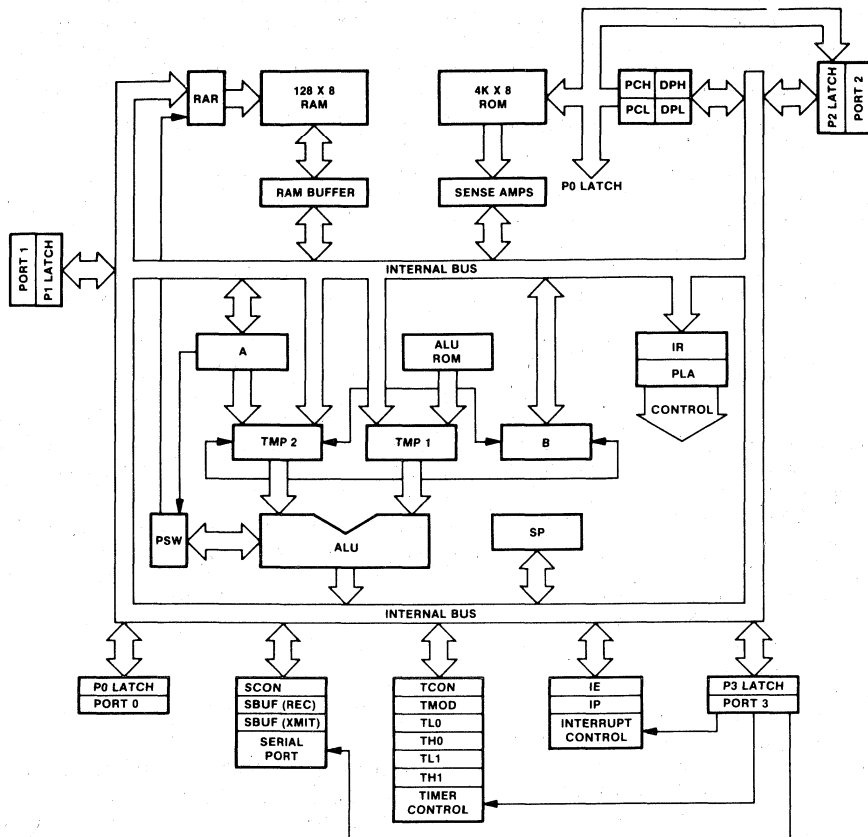 RAR
128 X 8
RAM
4K X 8
ROM
PCH DPH
PCL DPL
P2 LATCH
PORT 2
RAM BUFFER
SENSE AMPS
P0 LATCH
PORT 1
P1 LATCH
INTERNAL BUS
A
ALU
ROM
IR
PLA
CONTROL
TMP 2
TMP 1
B
PSW
ALU
SP
INTERNAL BUS
P0 LATCH
PORT 0
SCON
SBUF (REC)
SBUF (XMIT)
SERIAL
PORT
TCON
TMOD
TL0
TH0
TL1
TH1
TIMER
CONTROL
IE
IP
INTERRUPT
CONTROL
P3 LATCH
PORT 3